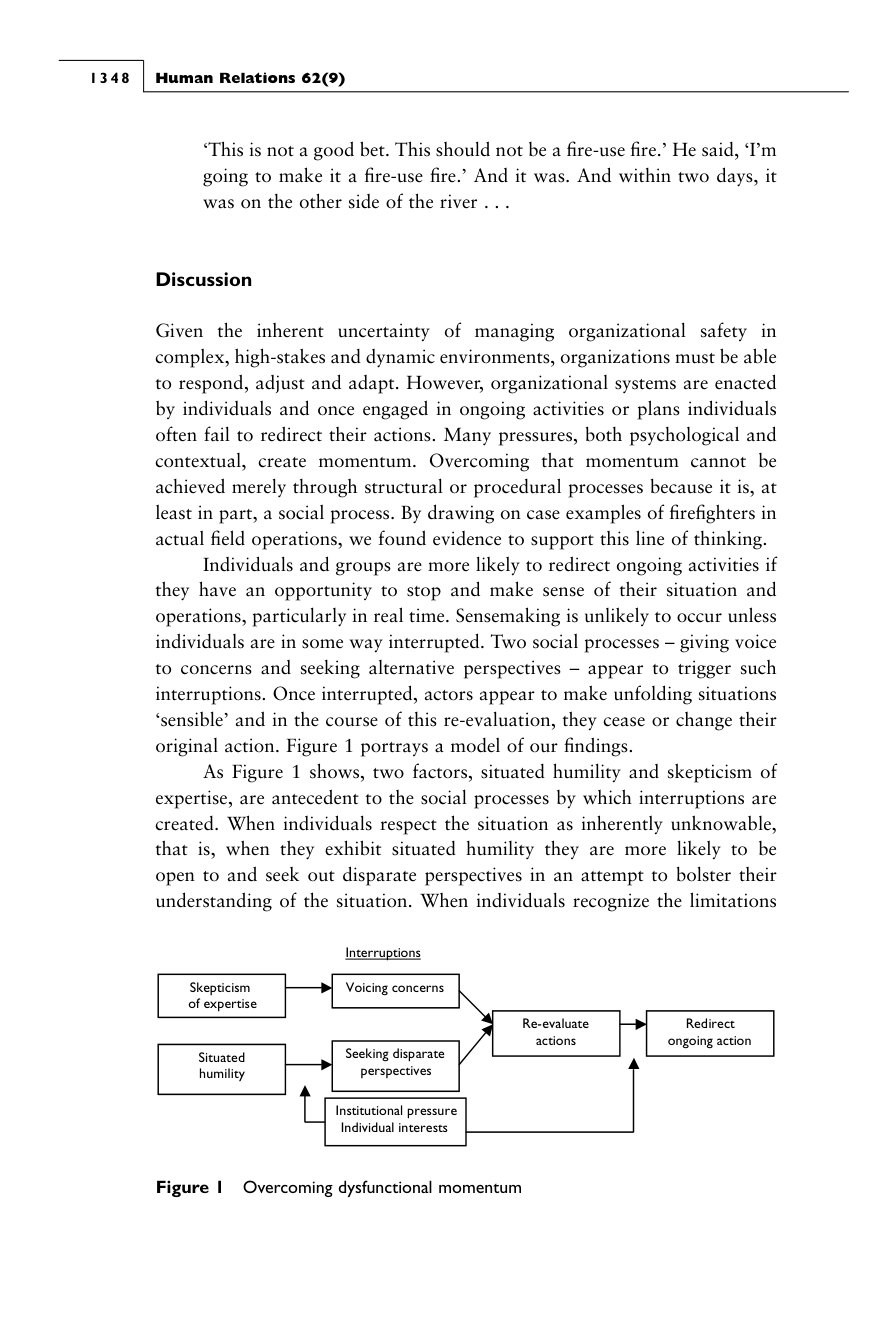 1348 Human Relations 62(9)
‘This is not a good bet. This should not be a fire-use fire.’ He said, ‘I’m
going to make it a fire-use fire.’ And it was. And within two days, it
was on the other side of the river . . .
Discussion
Given the inherent uncertainty of managing organizational safety in
complex, high-stakes and dynamic environments, organizations must be able
to respond, adjust and adapt. However, organizational systems are enacted
by individuals and once engaged in ongoing activities or plans individuals
often fail to redirect their actions. Many pressures, both psychological and
contextual, create momentum. Overcoming that momentum cannot be
achieved merely through structural or procedural processes because it is, at
least in part, a social process. By drawing on case examples of firefighters in
actual field operations, we found evidence to support this line of thinking.
Individuals and groups are more likely to redirect ongoing activities if
they have an opportunity to stop and make sense of their situation and
operations, particularly in real time. Sensemaking is unlikely to occur unless
individuals are in some way interrupted. Two social processes – giving voice
to concerns and seeking alternative perspectives – appear to trigger such
interruptions. Once interrupted, actors appear to make unfolding situations
‘sensible’ and in the course of this re-evaluation, they cease or change their
original action. Figure 1 portrays a model of our findings.
As Figure 1 shows, two factors, situated humility and skepticism of
expertise, are antecedent to the social processes by which interruptions are
created. When individuals respect the situation as inherently unknowable,
that is, when they exhibit situated humility they are more likely to be
open to and seek out disparate perspectives in an attempt to bolster their
understanding of the situation. When individuals recognize the limitations
Interruptions
Skepticism
of expertise
Voicing concerns
Re-evaluate
actions
Redirect
ongoing action
Situated
humility
Seeking disparate
perspectives
Institutional pressure
Individual interests
Figure 1 Overcoming dysfunctional momentum